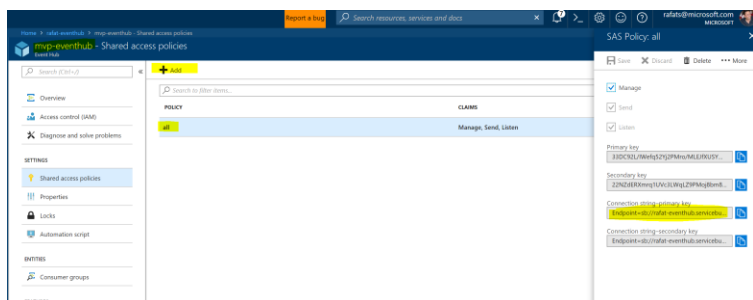 Report a bug
Search resources, services and docs
rafats@microsoft.com
MICROSOFT
Home > rafat-eventhub > mvp-eventhub - Shared access policies
mvp-eventhub - Shared access policies
Event Hub
Search (Ctrl+/)
Overview
Access control (IAM)
Diagnose and solve problems
SETTINGS
Shared access policies
Properties
Locks
Automation script
ENTITIES
Consumer groups
Add
Search to filter items...
POLICY
CLAIMS
all
Manage, Send, Listen
SAS Policy: all
Save
Discard
Delete
More
Manage
Send
Listen
Primary key
Secondary key
Connection string–primary key
Endpoint=sb://rafat-eventhub.servicebu...
Connection string–secondary key
Endpoint=sb://rafat-eventhub.servicebu...